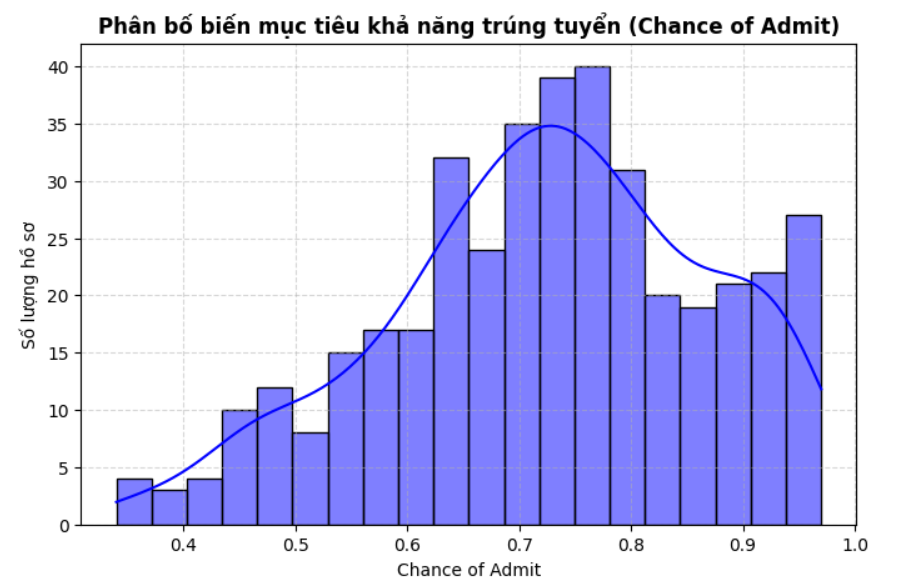 Phân bố biến mục tiêu khả năng trúng tuyển (Chance of Admit)
40
35
30
25
20
15
10
5
0
Số lượng hồ sơ
0.4 0.5 0.6 0.7 0.8 0.9 1.0
Chance of Admit